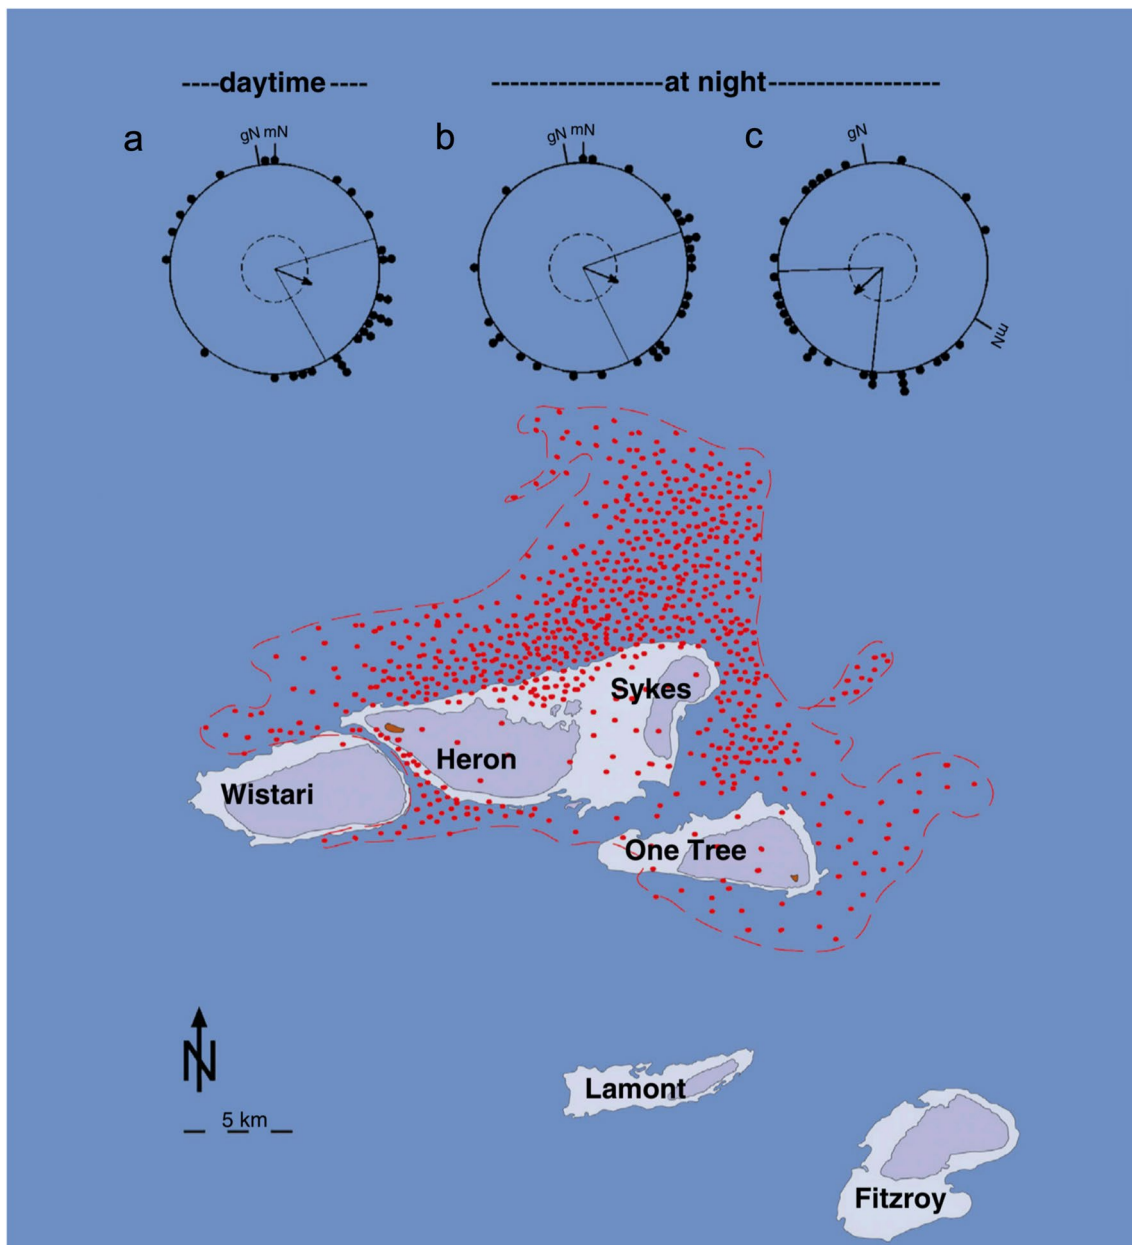 ----daytime----
-----------------------at night-----------------------
a
gN mN
b
gN mN
c
gN
mN
Sykes
Heron
Wistari
One Tree
N
5 km
Lamont
Fitzroy